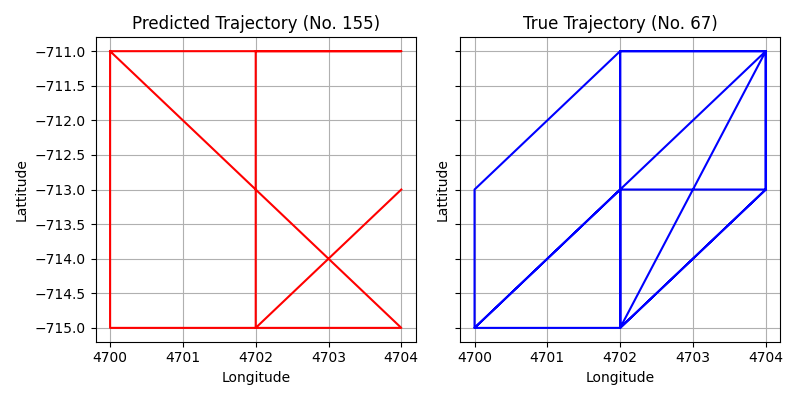 Predicted Trajectory (No. 155)
True Trajectory (No. 67)
−711.0
−711.5
−712.0
−712.5
−713.0
−713.5
−714.0
−714.5
−715.0
Lattitude
Lattitude
4700 4701 4702 4703 4704
4700 4701 4702 4703 4704
Longitude
Longitude